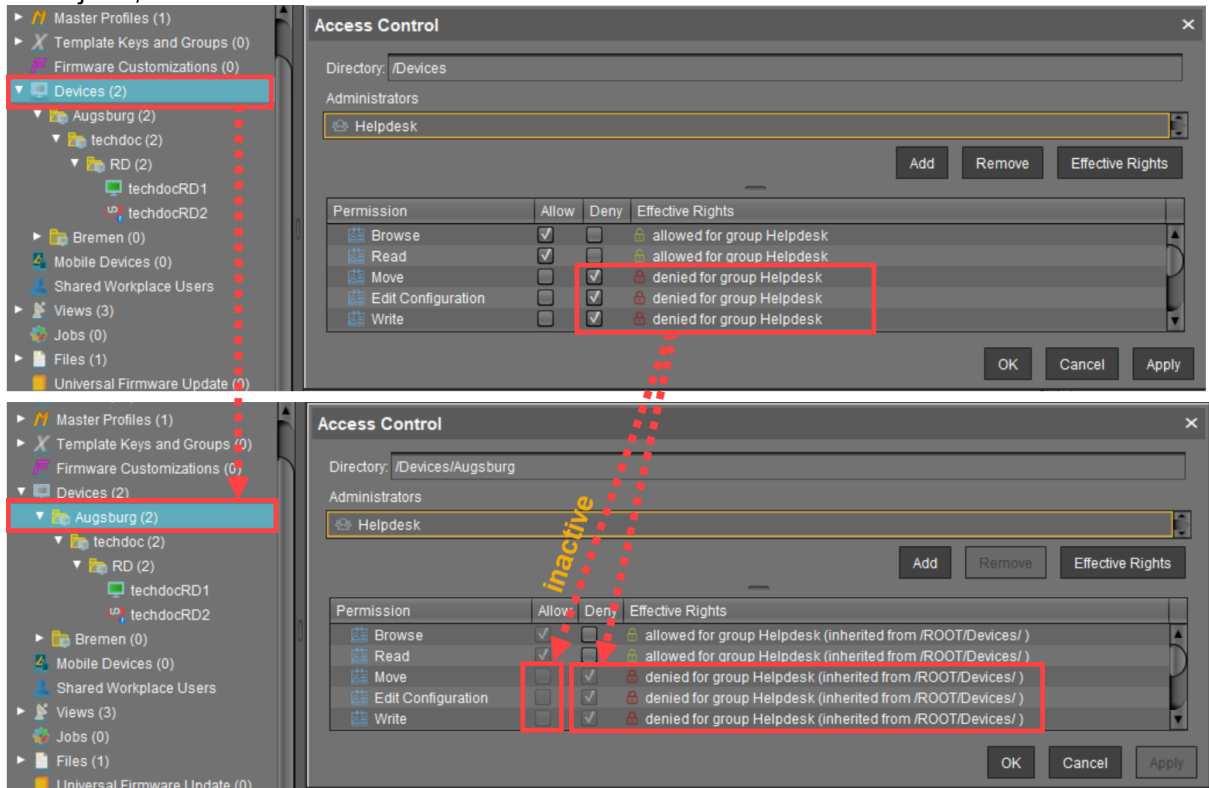 Master Profiles (1)
Template Keys and Groups (0)
Firmware Customizations (0)
Devices (2)
Augsburg (2)
techdoc (2)
RD (2)
techdocRD1
techdocRD2
Bremen (0)
Mobile Devices (0)
Shared Workplace Users
Views (3)
Jobs (0)
Files (1)
Universal Firmware Update (0)
Access Control
Directory: /Devices
Administrators
Helpdesk
Add Remove Effective Rights
Permission Allow Deny Effective Rights
Browse allowed for group Helpdesk
Read allowed for group Helpdesk
Move denied for group Helpdesk
Edit Configuration denied for group Helpdesk
Write denied for group Helpdesk
OK Cancel Apply
Master Profiles (1)
Template Keys and Groups (0)
Firmware Customizations (0)
Devices (2)
Augsburg (2)
techdoc (2)
RD (2)
techdocRD1
techdocRD2
Bremen (0)
Mobile Devices (0)
Shared Workplace Users
Views (3)
Jobs (0)
Files (1)
Universal Firmware Update (0)
Access Control
Directory: /Devices/Augsburg
Administrators
Helpdesk
inactive
Add Remove Effective Rights
Permission Allow Deny Effective Rights
Browse allowed for group Helpdesk (inherited from /ROOT/Devices/ )
Read allowed for group Helpdesk (inherited from /ROOT/Devices/ )
Move denied for group Helpdesk (inherited from /ROOT/Devices/ )
Edit Configuration denied for group Helpdesk (inherited from /ROOT/Devices/ )
Write denied for group Helpdesk (inherited from /ROOT/Devices/ )
OK Cancel Apply